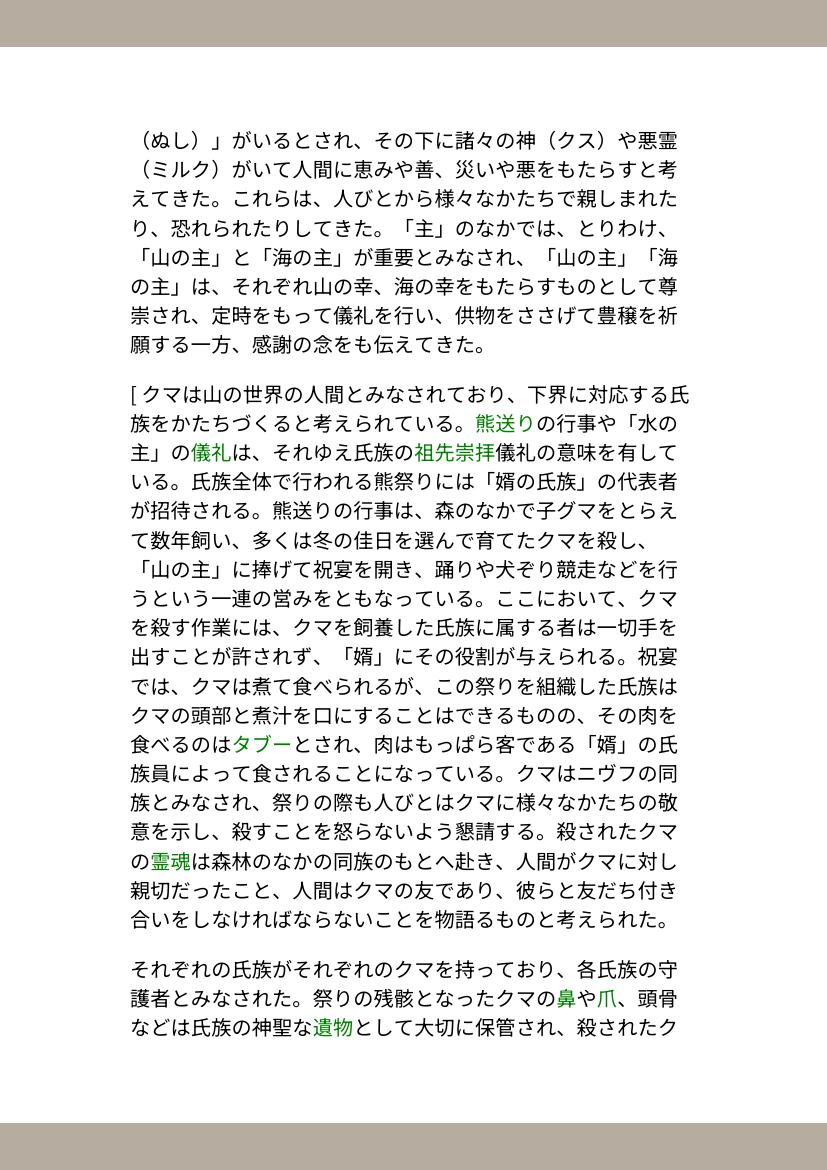 （ぬし）」がいるとされ、その下に諸々の神（クス）や悪霊
（ミルク）がいて人間に恵みや善、災いや悪をもたらすと考
えてきた。これらは、人びとから様々なかたちで親しまれた
り、恐れられたりしてきた。「主」のなかでは、とりわけ、
「山の主」と「海の主」が重要とみなされ、「山の主」「海
の主」は、それぞれ山の幸、海の幸をもたらすものとして尊
崇され、定時をもって儀礼を行い、供物をささげて豊穣を祈
願する一方、感謝の念をも伝えてきた。
[ クマは山の世界の人間とみなされており、下界に対応する氏
族をかたちづくると考えられている。熊送りの行事や「水の
主」の儀礼は、それゆえ氏族の祖先崇拝儀礼の意味を有して
いる。氏族全体で行われる熊祭りには「婿の氏族」の代表者
が招待される。熊送りの行事は、森のなかで子グマをとらえ
て数年飼い、多くは冬の佳日を選んで育てたクマを殺し、
「山の主」に捧げて祝宴を開き、踊りや犬ぞり競走などを行
うという一連の営みをともなっている。ここにおいて、クマ
を殺す作業には、クマを飼養した氏族に属する者は一切手を
出すことが許されず、「婿」にその役割が与えられる。祝宴
では、クマは煮て食べられるが、この祭りを組織した氏族は
クマの頭部と煮汁を口にすることはできるものの、その肉を
食べるのはタブーとされ、肉はもっぱら客である「婿」の氏
族員によって食されることになっている。クマはニヴフの同
族とみなされ、祭りの際も人びとはクマに様々なかたちの敬
意を示し、殺すことを怒らないよう懇請する。殺されたクマ
の霊魂は森林のなかの同族のもとへ赴き、人間がクマに対し
親切だったこと、人間はクマの友であり、彼らと友だち付き
合いをしなければならないことを物語るものと考えられた。
それぞれの氏族がそれぞれのクマを持っており、各氏族の守
護者とみなされた。祭りの残骸となったクマの鼻や爪、頭骨
などは氏族の神聖な遺物として大切に保管され、殺されたク